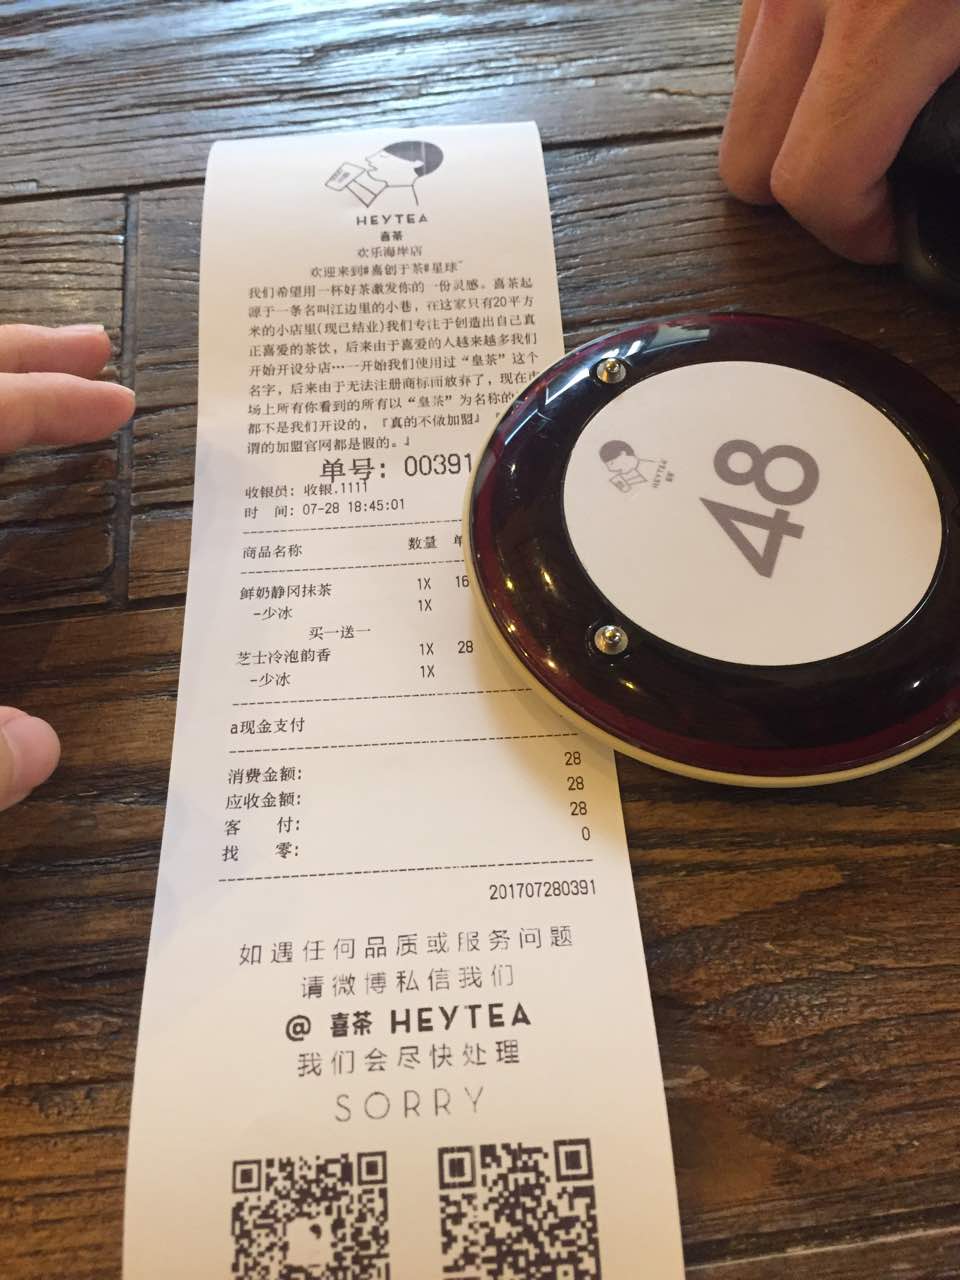 HEYTEA
喜茶
欢乐海岸店
欢迎来到#喜创于茶#星球~
我们希望用一杯好茶激发你的一份灵感。喜茶起
源于一条名叫江边里的小巷，在这家只有20平方
米的小店里(现已结业)我们专注于创造出自己真
正喜爱的茶饮，后来由于喜爱的人越来越多我们
开始开设分店…一开始我们使用过“皇茶”这个
名字，后来由于无法注册商标而放弃了，现在市
场上所有你看到的所有以“皇茶”为名称的
都不是我们开设的，『真的不做加盟』
谓的加盟官网都是假的。』
单号：00391
收银员：收银.1111
时 间：07-28 18:45:01
商品名称 数量 单
鲜奶静冈抹茶 1X 16
-少冰 1X
买一送一
芝士冷泡韵香 1X 28
-少冰 1X
a现金支付
消费金额： 28
应收金额： 28
客 付： 28
找 零： 0
201707280391
如遇任何品质或服务问题
请微博私信我们
@ 喜茶 HEYTEA
我们会尽快处理
SORRY
48
HEYTEA
喜茶